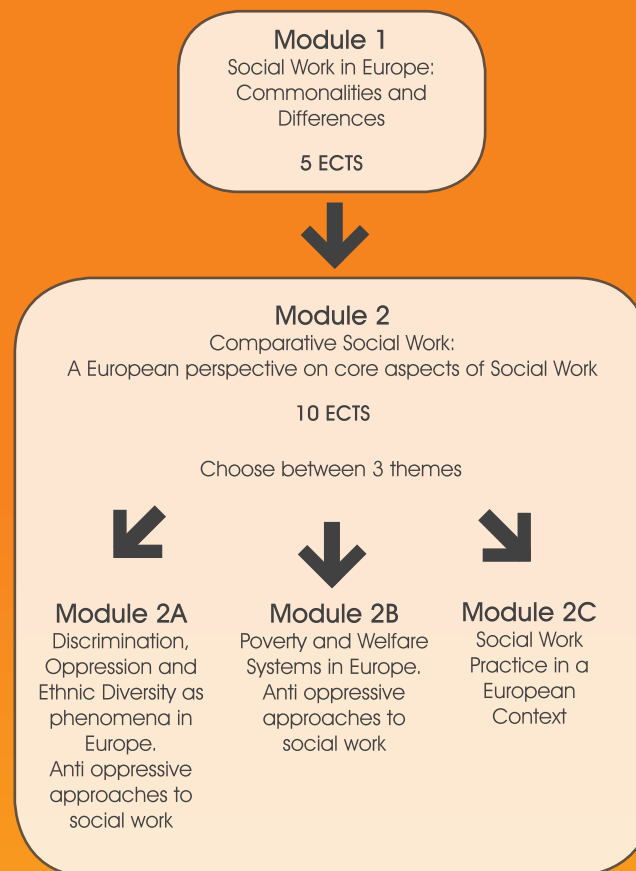 Module 1
Social Work in Europe:
Commonalities and
Differences
5 ECTS
Module 2
Comparative Social Work:
A European perspective on core aspects of Social Work
10 ECTS
Choose between 3 themes
Module 2A
Discrimination,
Oppression and
Ethnic Diversity as
phenomena in
Europe.
Anti oppressive
approaches to
social work
Module 2B
Poverty and Welfare
Systems in Europe.
Anti oppressive
approaches to
social work
Module 2C
Social Work
Practice in a
European
Context